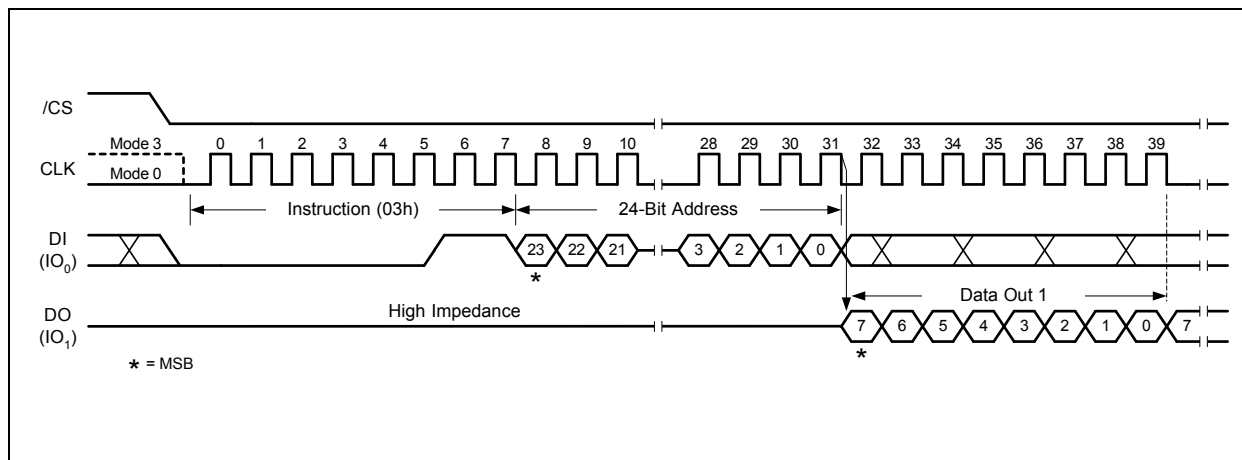 /CS
Mode 3
0 1 2 3 4 5 6 7 8 9 10 28 29 30 31 32 33 34 35 36 37 38 39
CLK
Mode 0
Instruction (03h)
24-Bit Address
DI
(IO0)
23 22 21 3 2 1 0
*
Data Out 1
High Impedance
DO
(IO1)
7 6 5 4 3 2 1 0 7
*
* = MSB